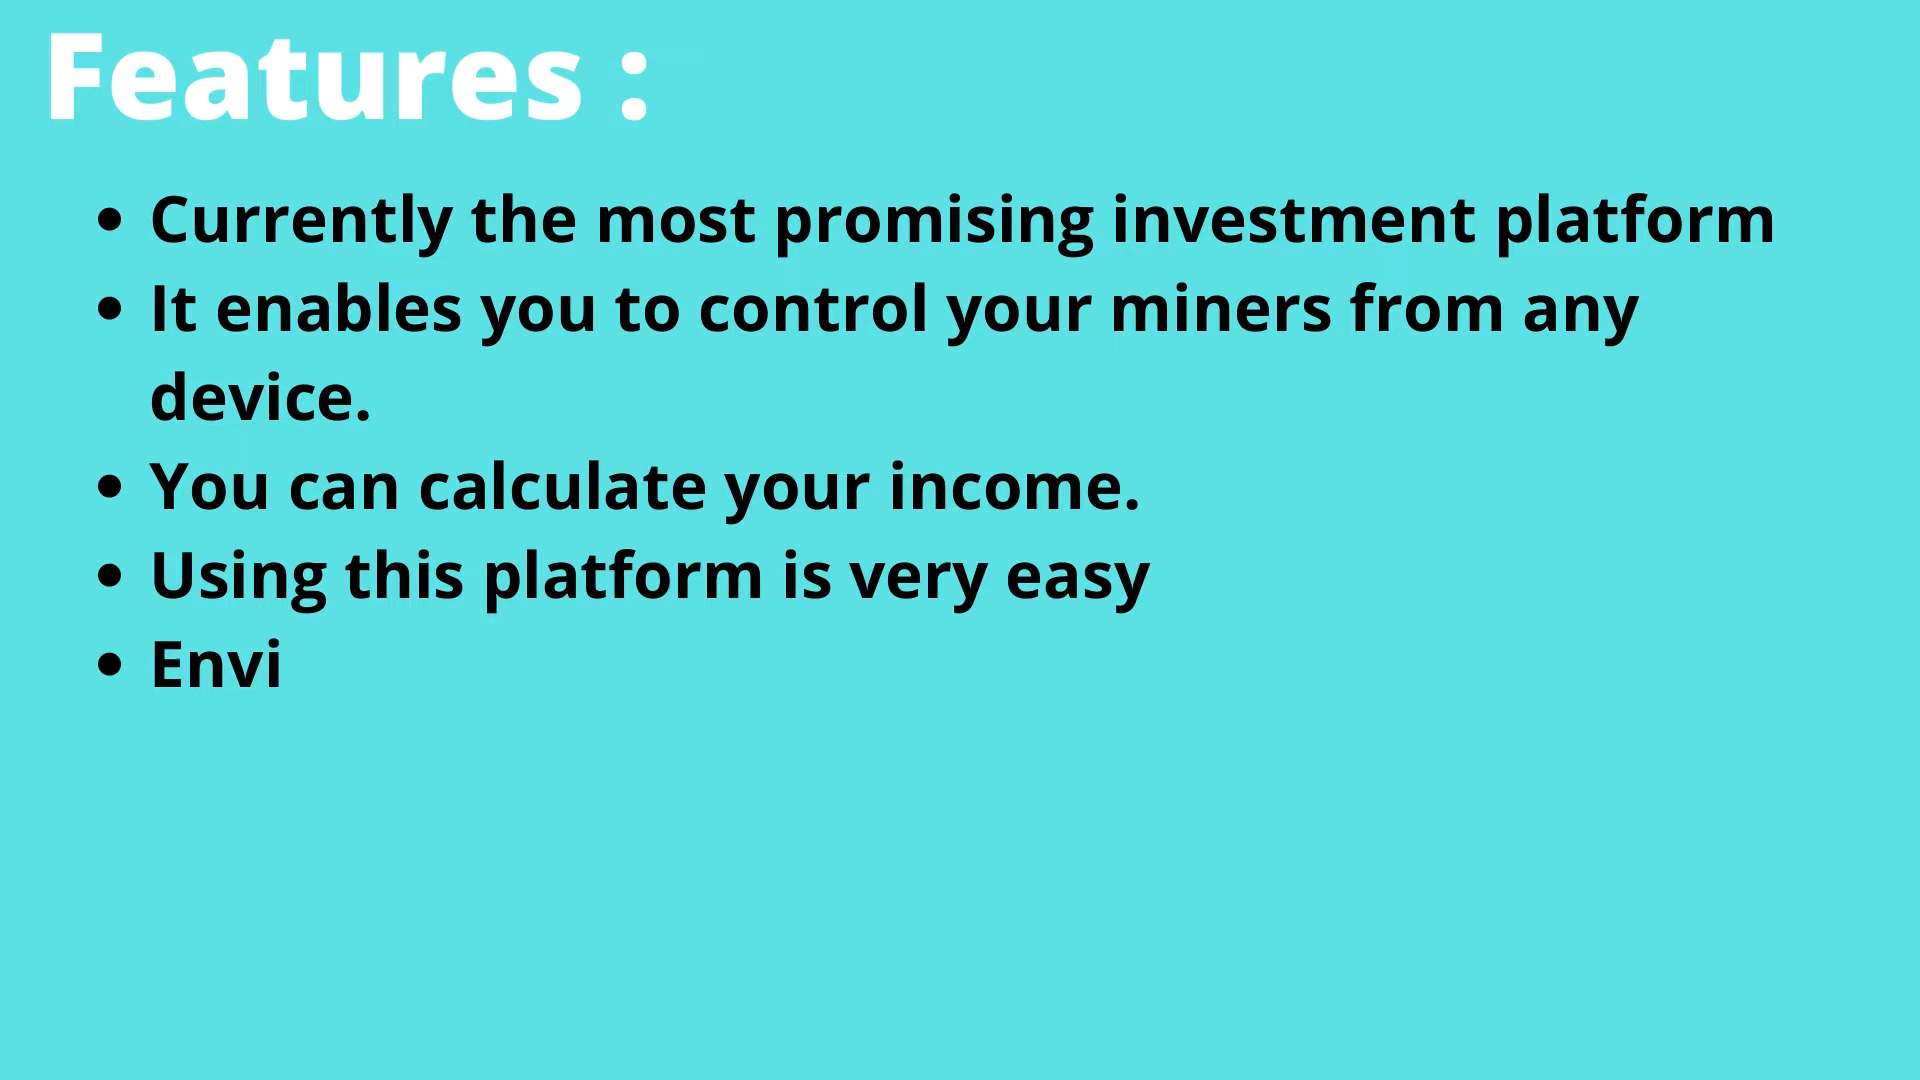 Features :
• Currently the most promising investment platform
• It enables you to control your miners from any
device.
• You can calculate your income.
• Using this platform is very easy
• Envi